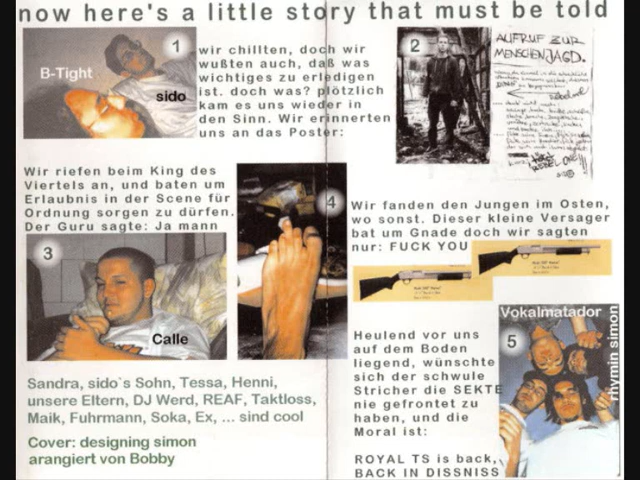 now here's a little story that must be told
1
B-Tight
sido
wir chillten, doch wir
wußten auch, daß was
wichtiges zu erledigen
ist. doch was? plötzlich
kam es uns wieder in
den Sinn. Wir erinnerten
uns an das Poster:
2
AUFRUF ZUR
MENSCHENJAGD.
Wir riefen beim King des
Viertels an, und baten um
Erlaubnis in der Scene für
Ordnung sorgen zu dürfen.
Der Guru sagte: Ja mann
3
Calle
4
Wir fanden den Jungen im Osten,
wo sonst. Dieser kleine Versager
bat um Gnade doch wir sagten
nur: FUCK YOU
Heulend vor uns
auf dem Boden
liegend, wünschte
sich der schwule
Stricher die SEKTE
nie gefrontet zu
haben, und die
Moral ist:
ROYAL TS is back,
BACK IN DISSNISS
Vokalmatador
5
rhymin simon
Sandra, sido`s Sohn, Tessa, Henni,
unsere Eltern, DJ Werd, REAF, Taktloss,
Maik, Fuhrmann, Soka, Ex, ... sind cool
Cover: designing simon
arangiert von Bobby